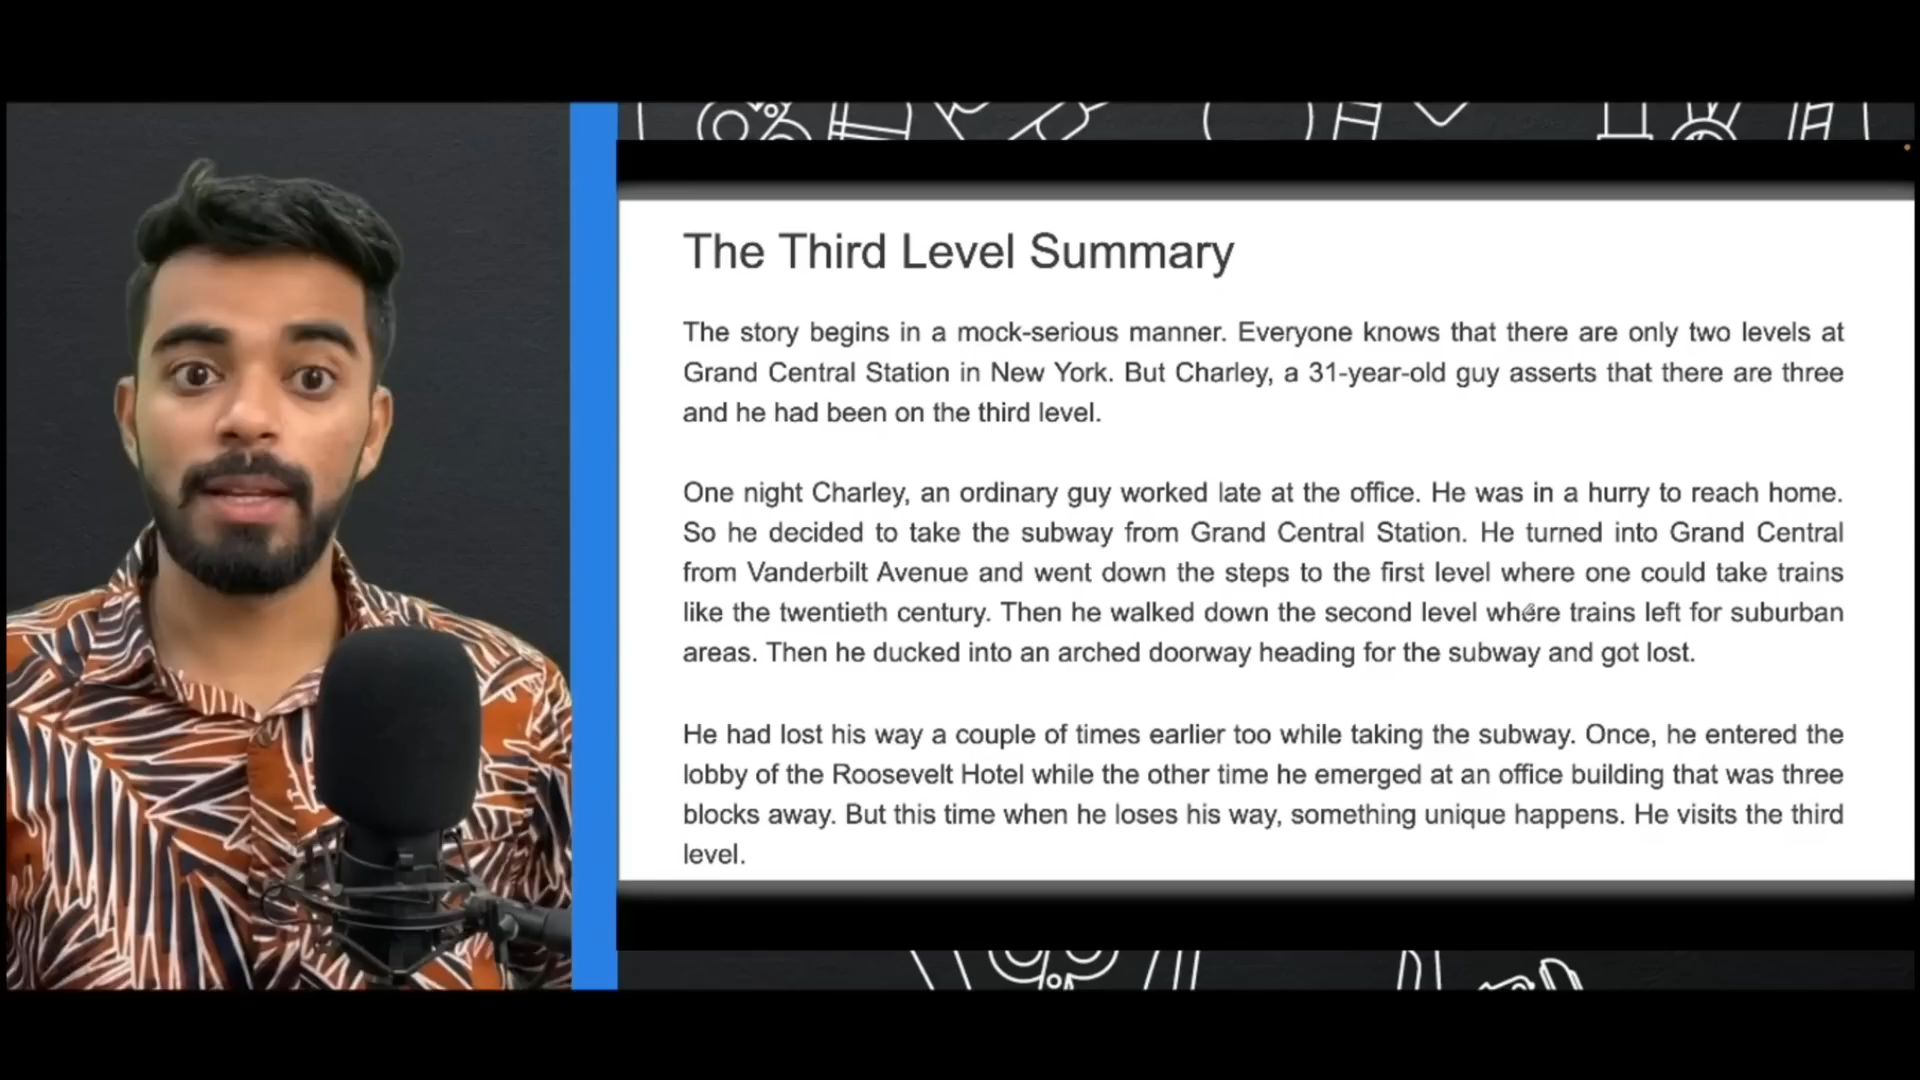 The Third Level Summary
The story begins in a mock-serious manner. Everyone knows that there are only two levels at
Grand Central Station in New York. But Charley, a 31-year-old guy asserts that there are three
and he had been on the third level.
One night Charley, an ordinary guy worked late at the office. He was in a hurry to reach home.
So he decided to take the subway from Grand Central Station. He turned into Grand Central
from Vanderbilt Avenue and went down the steps to the first level where one could take trains
like the twentieth century. Then he walked down the second level where trains left for suburban
areas. Then he ducked into an arched doorway heading for the subway and got lost.
He had lost his way a couple of times earlier too while taking the subway. Once, he entered the
lobby of the Roosevelt Hotel while the other time he emerged at an office building that was three
blocks away. But this time when he loses his way, something unique happens. He visits the third
level.